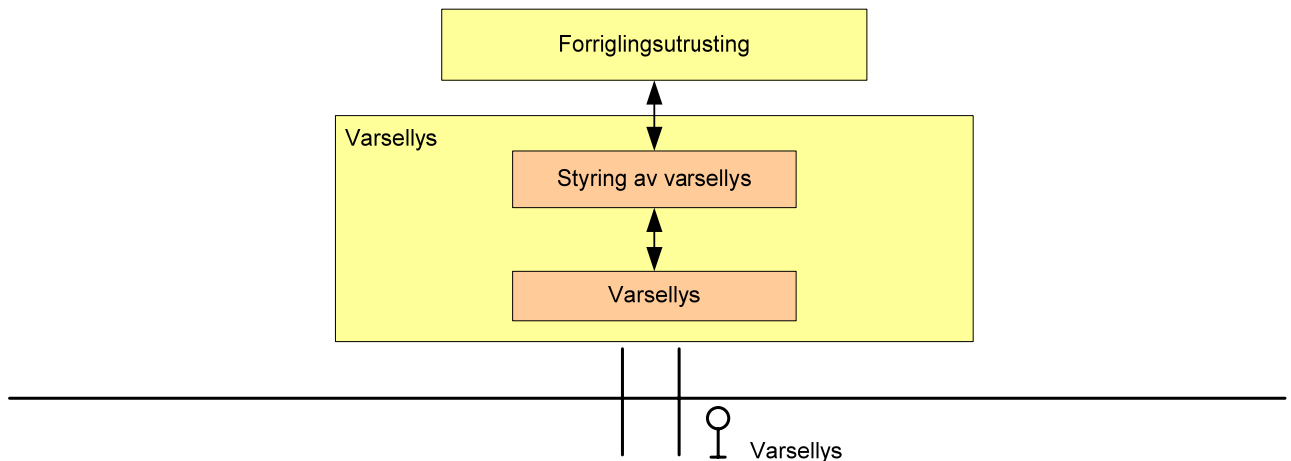 Forriglingsutrusting
Varsellys
Styring av varsellys
Varsellys
Varsellys